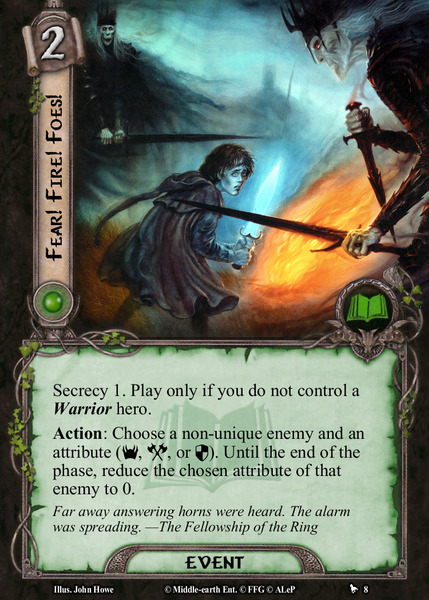 2
Fear! Fire! Foes!
Secrecy 1. Play only if you do not control a
Warrior hero.
Action: Choose a non-unique enemy and an
attribute ( , , or ). Until the end of the
phase, reduce the chosen attribute of that
enemy to 0.
Far away answering horns were heard. The alarm
was spreading. —The Fellowship of the Ring
EVENT
Illus. John Howe © Middle-earth Ent. © FFG © ALeP 8